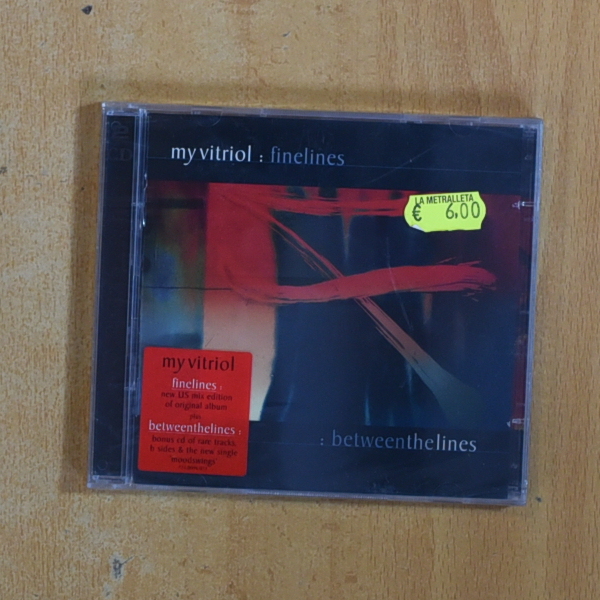 my vitriol : finelines
LA METRALLETA
€ 6,00
my vitriol
finelines :
new US mix edition
of original album
plus
betweenthelines :
bonus cd of rare tracks,
b sides & the new single
'moodswings'
: betweenthelines